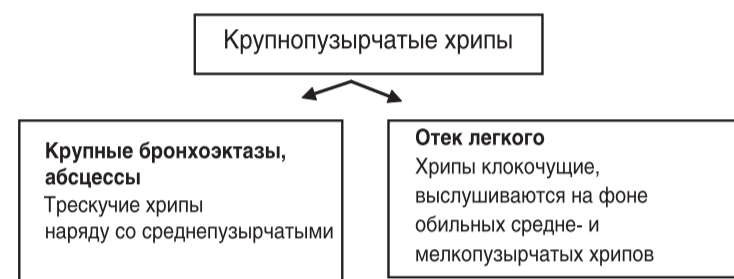 Крупнопузырчатые хрипы
Крупные бронхоэктазы,
абсцессы
Трескучие хрипы
наряду со среднепузырчатыми
Отек легкого
Хрипы клокочущие,
выслушиваются на фоне
обильных средне- и
мелкопузырчатых хрипов